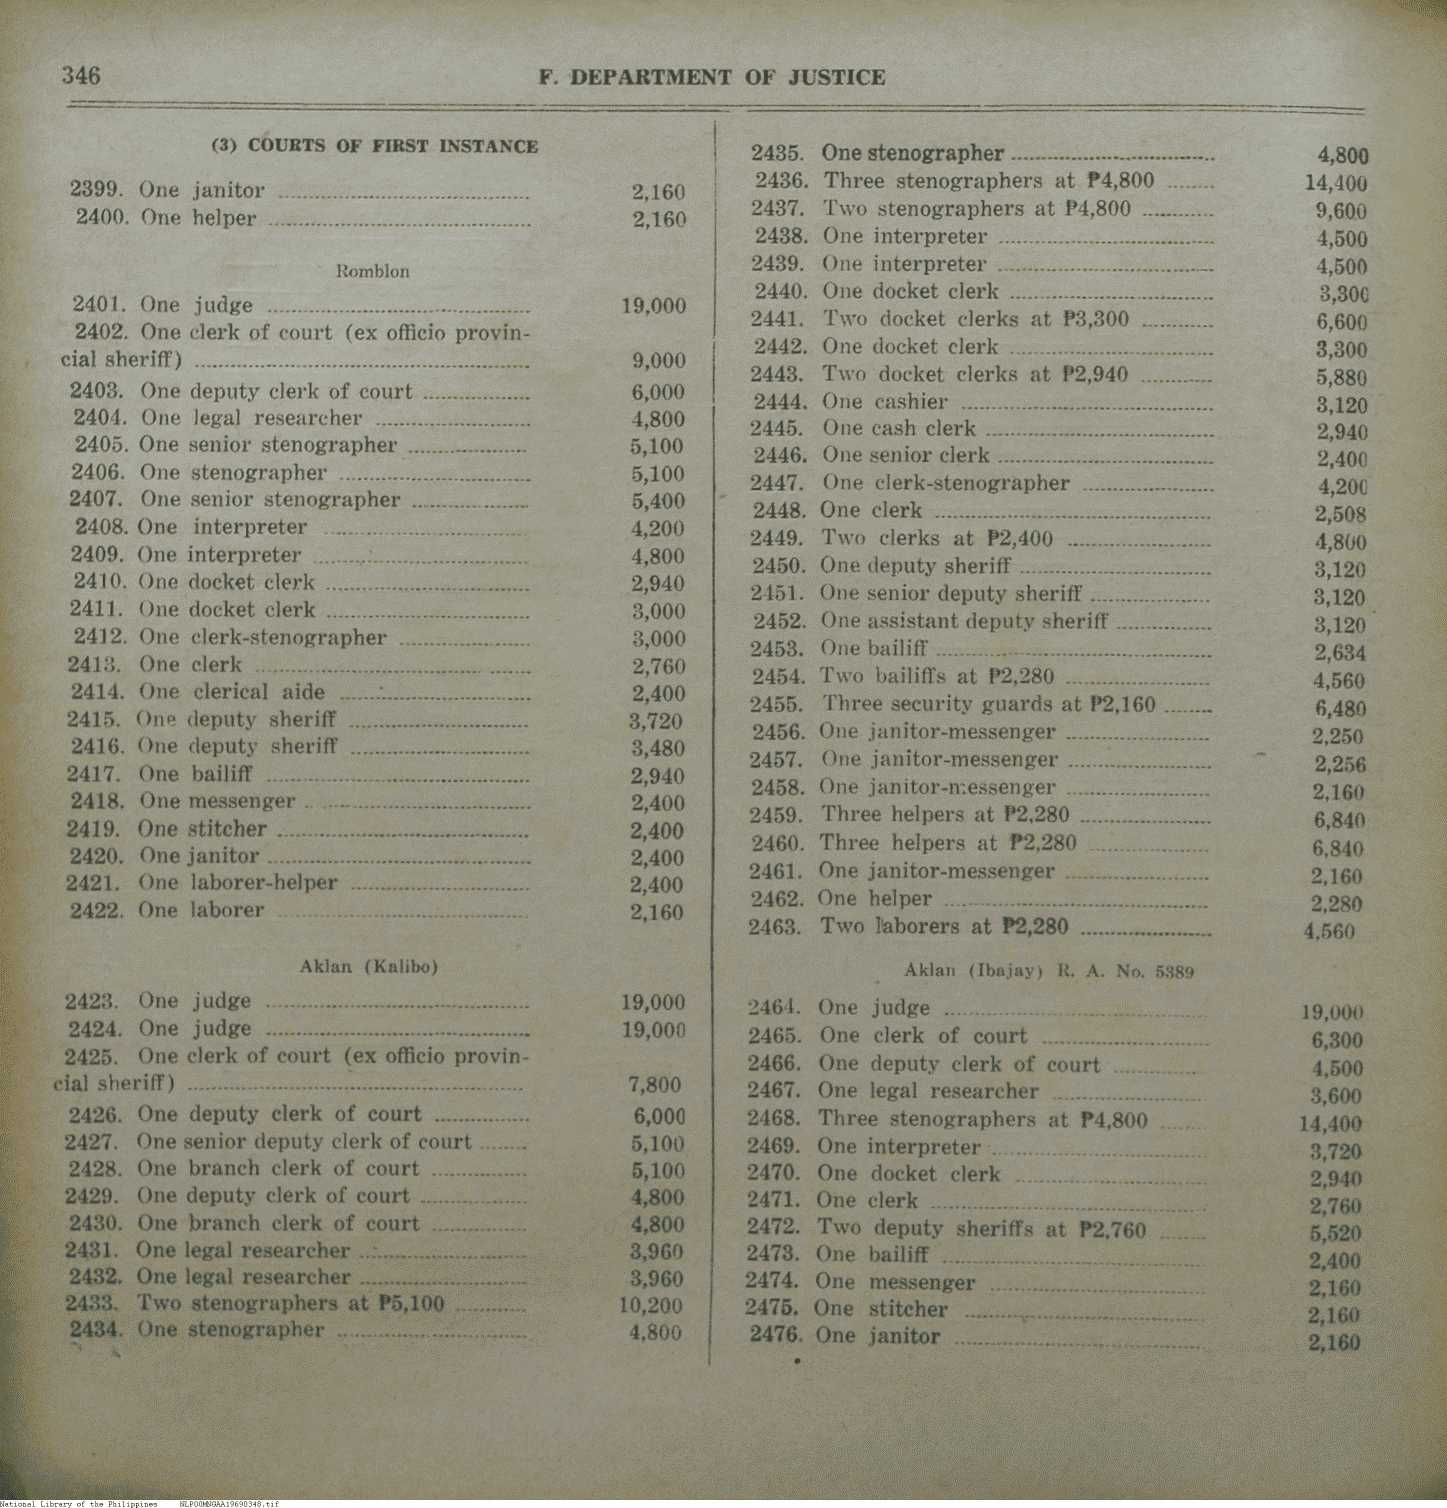 346
F. DEPARTMENT OF JUSTICE
(3) COURTS OF FIRST INSTANCE
2399. One janitor ........ 2,160
2400. One helper ........ 2,160
Romblon
2401. One judge ........ 19,000
2402. One clerk of court (ex officio provin-
cial sheriff) ........ 9,000
2403. One deputy clerk of court ........ 6,000
2404. One legal researcher ........ 4,800
2405. One senior stenographer ........ 5,100
2406. One stenographer ........ 5,100
2407. One senior stenographer ........ 5,400
2408. One interpreter ........ 4,200
2409. One interpreter ........ 4,800
2410. One docket clerk ........ 2,940
2411. One docket clerk ........ 3,000
2412. One clerk-stenographer ........ 3,000
2413. One clerk ........ 2,760
2414. One clerical aide ........ 2,400
2415. One deputy sheriff ........ 3,720
2416. One deputy sheriff ........ 3,480
2417. One bailiff ........ 2,940
2418. One messenger ........ 2,400
2419. One stitcher ........ 2,400
2420. One janitor ........ 2,400
2421. One laborer-helper ........ 2,400
2422. One laborer ........ 2,160
Aklan (Kalibo)
2423. One judge ........ 19,000
2424. One judge ........ 19,000
2425. One clerk of court (ex officio provin-
cial sheriff) ........ 7,800
2426. One deputy clerk of court ........ 6,000
2427. One senior deputy clerk of court ........ 5,100
2428. One branch clerk of court ........ 5,100
2429. One deputy clerk of court ........ 4,800
2430. One branch clerk of court ........ 4,800
2431. One legal researcher ........ 3,960
2432. One legal researcher ........ 3,960
2433. Two stenographers at ₱5,100 ........ 10,200
2434. One stenographer ........ 4,800
2435. One stenographer ........ 4,800
2436. Three stenographers at ₱4,800 ........ 14,400
2437. Two stenographers at ₱4,800 ........ 9,600
2438. One interpreter ........ 4,500
2439. One interpreter ........ 4,500
2440. One docket clerk ........ 3,300
2441. Two docket clerks at ₱3,300 ........ 6,600
2442. One docket clerk ........ 3,300
2443. Two docket clerks at ₱2,940 ........ 5,880
2444. One cashier ........ 3,120
2445. One cash clerk ........ 2,940
2446. One senior clerk ........ 2,400
2447. One clerk-stenographer ........ 4,200
2448. One clerk ........ 2,508
2449. Two clerks at ₱2,400 ........ 4,800
2450. One deputy sheriff ........ 3,120
2451. One senior deputy sheriff ........ 3,120
2452. One assistant deputy sheriff ........ 3,120
2453. One bailiff ........ 2,634
2454. Two bailiffs at ₱2,280 ........ 4,560
2455. Three security guards at ₱2,160 ........ 6,480
2456. One janitor-messenger ........ 2,250
2457. One janitor-messenger ........ 2,256
2458. One janitor-messenger ........ 2,160
2459. Three helpers at ₱2,280 ........ 6,840
2460. Three helpers at ₱2,280 ........ 6,840
2461. One janitor-messenger ........ 2,160
2462. One helper ........ 2,280
2463. Two laborers at ₱2,280 ........ 4,560
Aklan (Ibajay) R. A. No. 5389
2464. One judge ........ 19,000
2465. One clerk of court ........ 6,300
2466. One deputy clerk of court ........ 4,500
2467. One legal researcher ........ 3,600
2468. Three stenographers at ₱4,800 ........ 14,400
2469. One interpreter ........ 3,720
2470. One docket clerk ........ 2,940
2471. One clerk ........ 2,760
2472. Two deputy sheriffs at ₱2,760 ........ 5,520
2473. One bailiff ........ 2,400
2474. One messenger ........ 2,160
2475. One stitcher ........ 2,160
2476. One janitor ........ 2,160
National Library of the Philippines NLPOOMNGAA19690348.tif